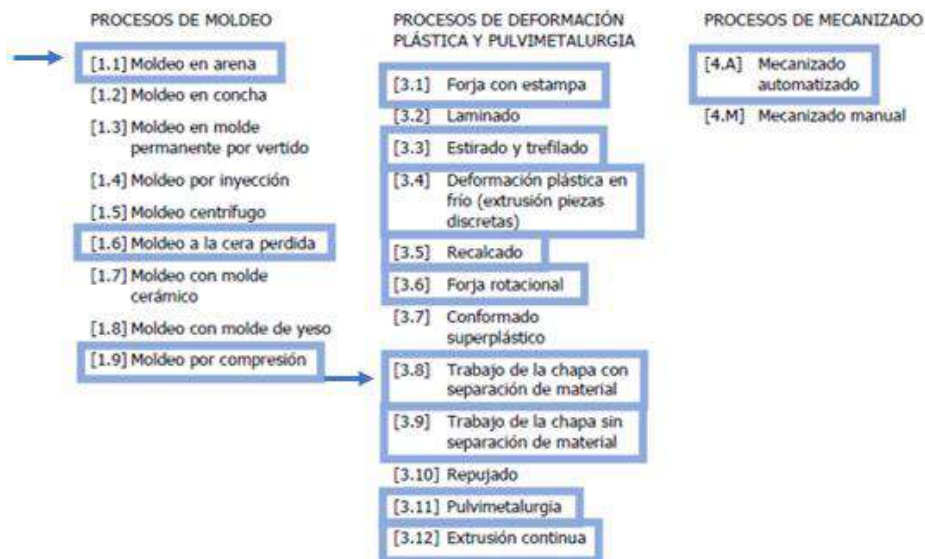 PROCESOS DE MOLDEO
[1.1] Moldeo en arena
[1.2] Moldeo en concha
[1.3] Moldeo en molde
permanente por vertido
[1.4] Moldeo por inyección
[1.5] Moldeo centrífugo
[1.6] Moldeo a la cera perdida
[1.7] Moldeo con molde
cerámico
[1.8] Moldeo con molde de yeso
[1.9] Moldeo por compresión
PROCESOS DE DEFORMACIÓN
PLÁSTICA Y PULVIMETALURGIA
[3.1] Forja con estampa
[3.2] Laminado
[3.3] Estirado y trefilado
[3.4] Deformación plástica en
frío (extrusión piezas
discretas)
[3.5] Recalcado
[3.6] Forja rotacional
[3.7] Conformado
superplástico
[3.8] Trabajo de la chapa con
separación de material
[3.9] Trabajo de la chapa sin
separación de material
[3.10] Repujado
[3.11] Pulvimetalurgia
[3.12] Extrusión continua
PROCESOS DE MECANIZADO
[4.A] Mecanizado
automatizado
[4.M] Mecanizado manual